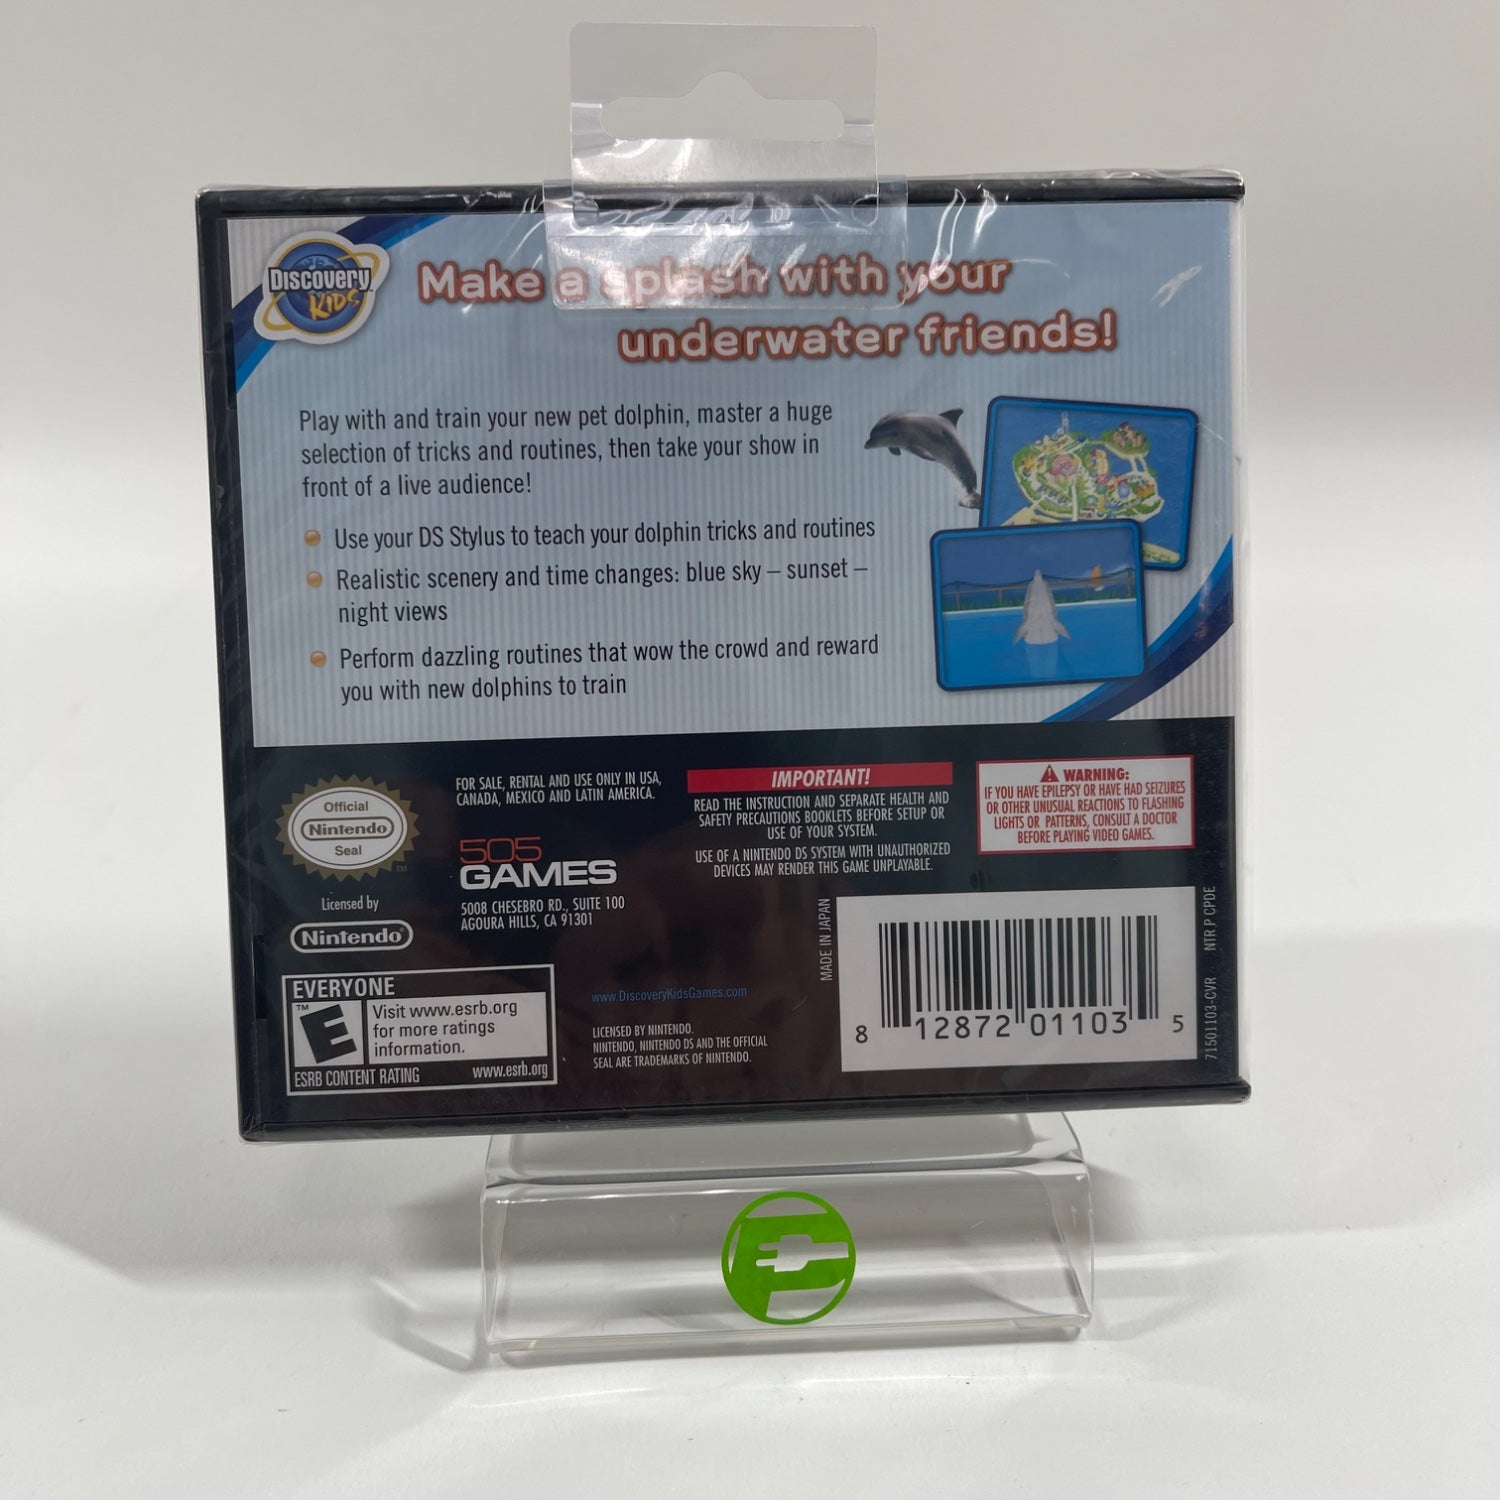 Discovery
KIDS
Make a splash with your
underwater friends!
Play with and train your new pet dolphin, master a huge
selection of tricks and routines, then take your show in
front of a live audience!
Use your DS Stylus to teach your dolphin tricks and routines
Realistic scenery and time changes: blue sky – sunset –
night views
Perform dazzling routines that wow the crowd and reward
you with new dolphins to train
Official
Nintendo
Seal
TM
Licensed by
Nintendo®
FOR SALE, RENTAL AND USE ONLY IN USA,
CANADA, MEXICO AND LATIN AMERICA.
505
GAMES
5008 CHESEBRO RD., SUITE 100
AGOURA HILLS, CA 91301
IMPORTANT!
READ THE INSTRUCTION AND SEPARATE HEALTH AND
SAFETY PRECAUTIONS BOOKLETS BEFORE SETUP OR
USE OF YOUR SYSTEM.
USE OF A NINTENDO DS SYSTEM WITH UNAUTHORIZED
DEVICES MAY RENDER THIS GAME UNPLAYABLE.
WARNING:
IF YOU HAVE EPILEPSY OR HAVE HAD SEIZURES
OR OTHER UNUSUAL REACTIONS TO FLASHING
LIGHTS OR PATTERNS, CONSULT A DOCTOR
BEFORE PLAYING VIDEO GAMES.
EVERYONE
TM
E
Visit www.esrb.org
for more ratings
information.
ESRB CONTENT RATING
www.esrb.org
www.DiscoveryKidsGames.com
LICENSED BY NINTENDO.
NINTENDO, NINTENDO DS AND THE OFFICIAL
SEAL ARE TRADEMARKS OF NINTENDO.
MADE IN JAPAN
8 12872 01103 5
71501103-CVR NTR P CPDE